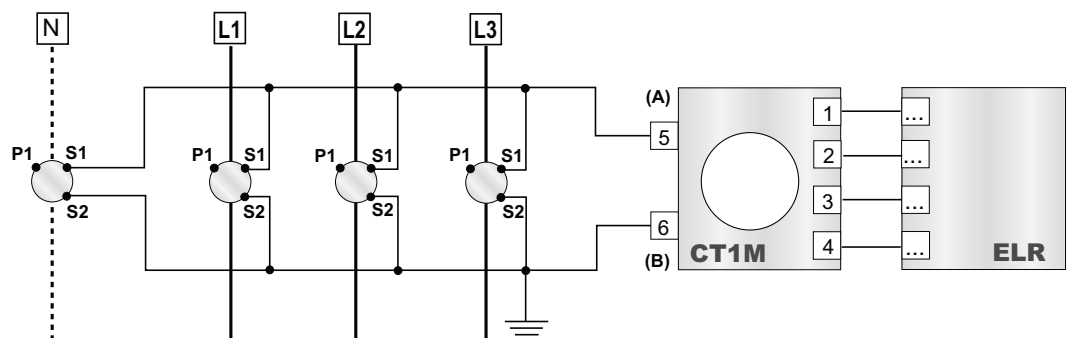 N L1 L2 L3
(A)
1 ...
5
P1 S1 P1 S1 P1 S1 P1 S1
2 ...
3 ...
S2 S2 S2 S2
6
4 ...
(B)
CT1M ELR